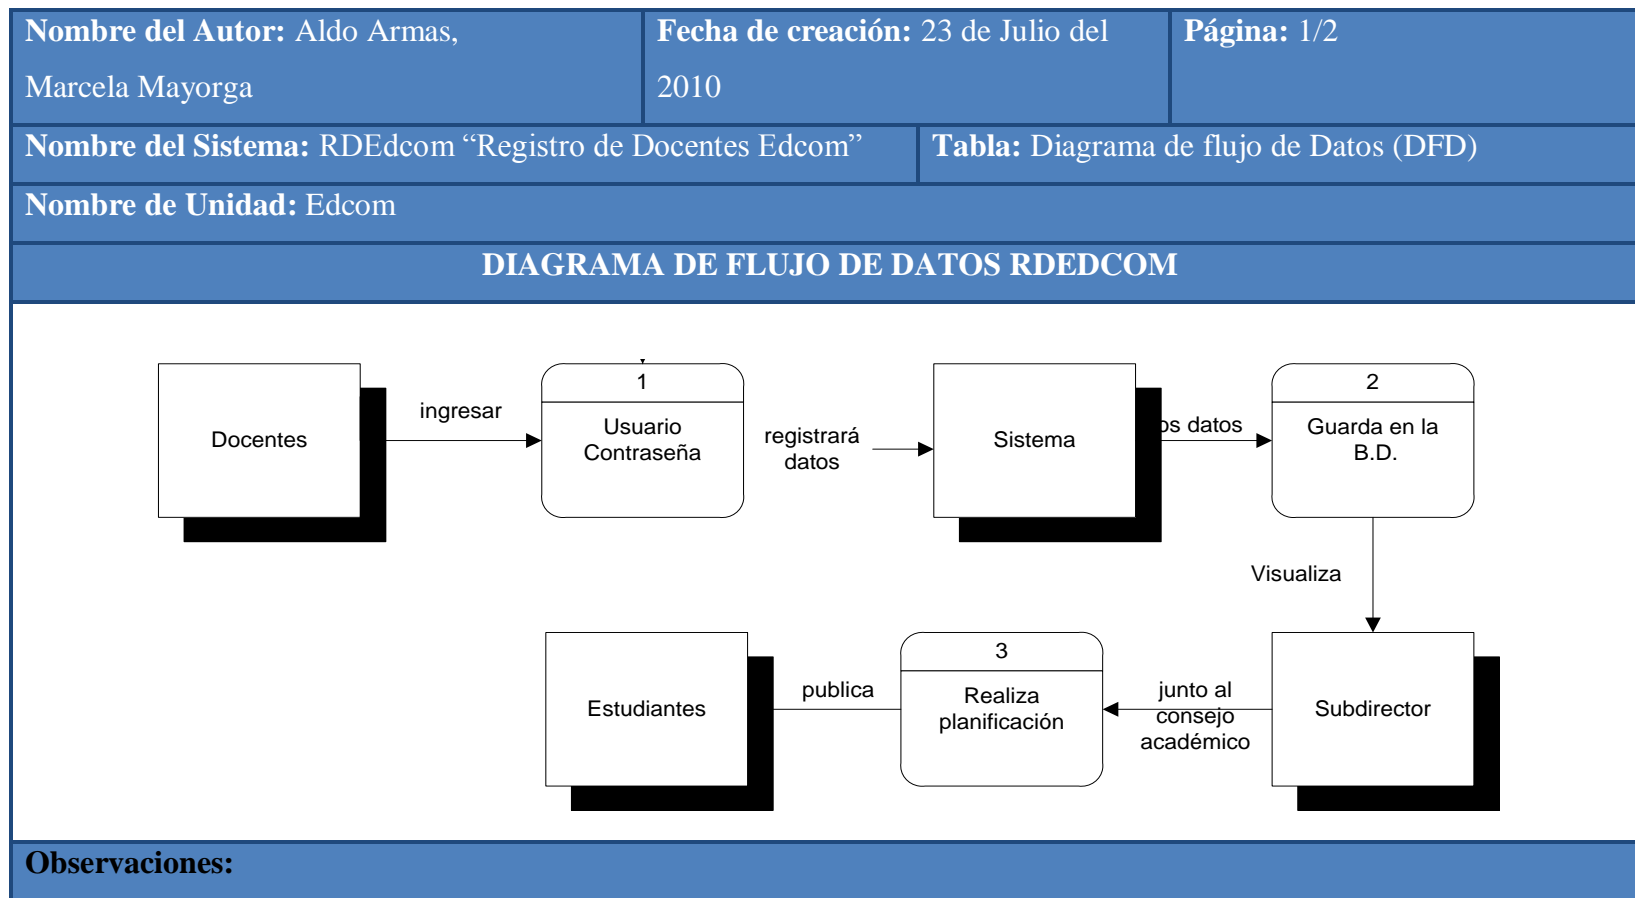 Nombre del Autor: Aldo Armas,
Marcela Mayorga
Fecha de creación: 23 de Julio del
2010
Página: 1/2
Nombre del Sistema: RDEdcom “Registro de Docentes Edcom”
Tabla: Diagrama de flujo de Datos (DFD)
Nombre de Unidad: Edcom
DIAGRAMA DE FLUJO DE DATOS RDEDCOM
Docentes
ingresar
1
Usuario
Contraseña
registrará
datos
Sistema
os datos
2
Guarda en la
B.D.
Visualiza
Estudiantes
publica
3
Realiza
planificación
junto al
consejo
académico
Subdirector
Observaciones: